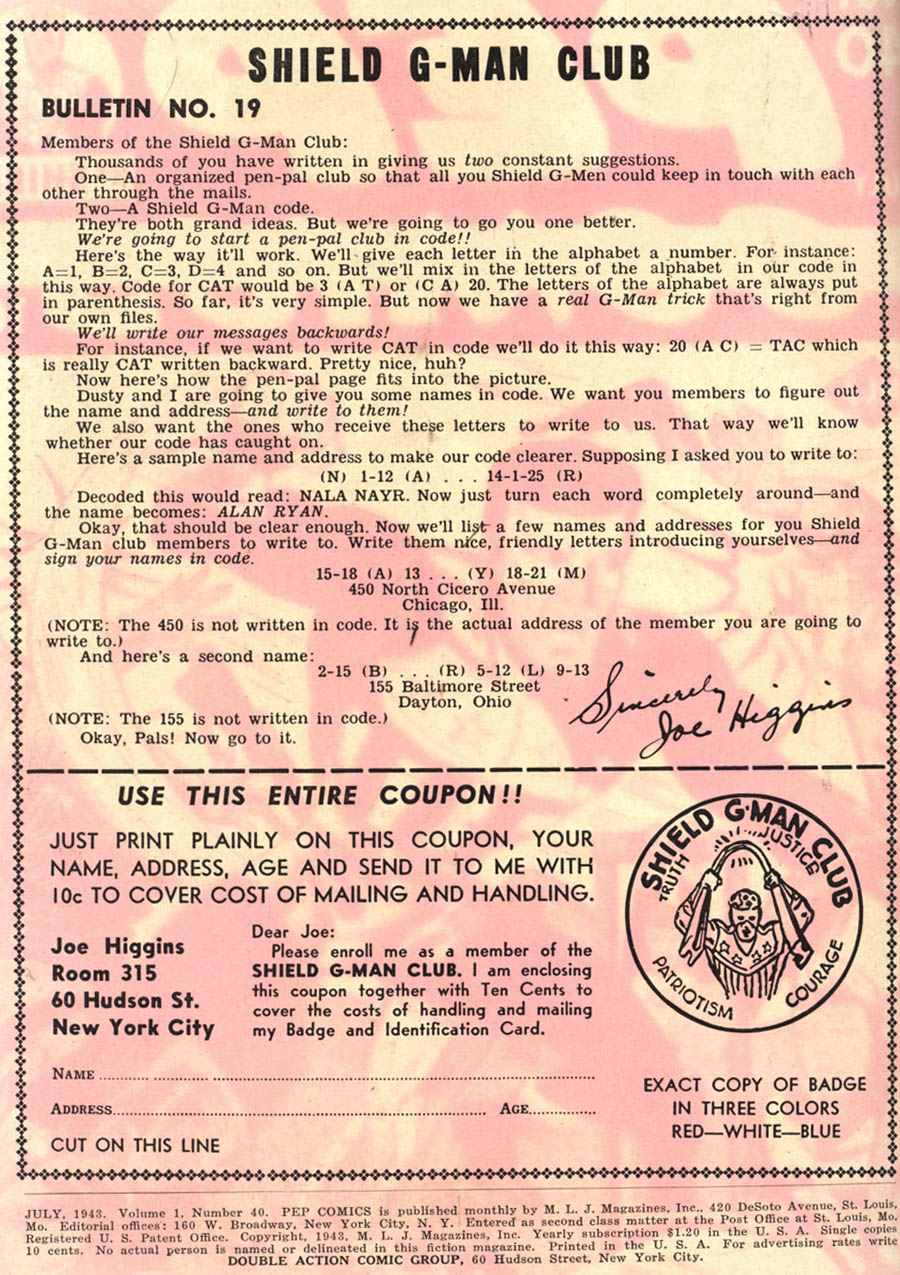 SHIELD G-MAN CLUB
BULLETIN NO. 19
Members of the Shield G-Man Club:
Thousands of you have written in giving us two constant suggestions.
One—An organized pen-pal club so that all you Shield G-Men could keep in touch with each
other through the mails.
Two—A Shield G-Man code.
They're both grand ideas. But we're going to go you one better.
We're going to start a pen-pal club in code!!
Here's the way it'll work. We'll give each letter in the alphabet a number. For instance:
A=1, B=2, C=3, D=4 and so on. But we'll mix in the letters of the alphabet in our code in
this way. Code for CAT would be 3 (A T) or (C A) 20. The letters of the alphabet are always put
in parenthesis. So far, it's very simple. But now we have a real G-Man trick that's right from
our own files.
We'll write our messages backwards!
For instance, if we want to write CAT in code we'll do it this way: 20 (A C) = TAC which
is really CAT written backward. Pretty nice, huh?
Now here's how the pen-pal page fits into the picture.
Dusty and I are going to give you some names in code. We want you members to figure out
the name and address—and write to them!
We also want the ones who receive these letters to write to us. That way we'll know
whether our code has caught on.
Here's a sample name and address to make our code clearer. Supposing I asked you to write to:
(N) 1-12 (A) . . . 14-1-25 (R)
Decoded this would read: NALA NAYR. Now just turn each word completely around—and
the name becomes: ALAN RYAN.
Okay, that should be clear enough. Now we'll list a few names and addresses for you Shield
G-Man club members to write to. Write them nice, friendly letters introducing yourselves—and
sign your names in code.
15-18 (A) 13 . . . (Y) 18-21 (M)
450 North Cicero Avenue
Chicago, Ill.
(NOTE: The 450 is not written in code. It is the actual address of the member you are going to
write to.)
And here's a second name:
2-15 (B) . . . (R) 5-12 (L) 9-13
155 Baltimore Street
Dayton, Ohio
(NOTE: The 155 is not written in code.)
Okay, Pals! Now go to it.
Sincerely
Joe Higgins
USE THIS ENTIRE COUPON!!
JUST PRINT PLAINLY ON THIS COUPON, YOUR
NAME, ADDRESS, AGE AND SEND IT TO ME WITH
10c TO COVER COST OF MAILING AND HANDLING.
Joe Higgins
Room 315
60 Hudson St.
New York City
Dear Joe:
Please enroll me as a member of the
SHIELD G-MAN CLUB. I am enclosing
this coupon together with Ten Cents to
cover the costs of handling and mailing
my Badge and Identification Card.
NAME
ADDRESS AGE
CUT ON THIS LINE
SHIELD G-MAN CLUB
TRUTH
JUSTICE
PATRIOTISM
COURAGE
EXACT COPY OF BADGE
IN THREE COLORS
RED—WHITE—BLUE
JULY, 1943. Volume 1, Number 40. PEP COMICS is published monthly by M. L. J. Magazines, Inc., 420 DeSoto Avenue, St. Louis,
Mo. Editorial offices: 160 W. Broadway, New York City, N. Y. Entered as second class matter at the Post Office at St. Louis, Mo.
Registered U. S. Patent Office. Copyright, 1943, M. L. J. Magazines, Inc. Yearly subscription $1.20 in the U. S. A. Single copies
10 cents. No actual person is named or delineated in this fiction magazine. Printed in the U. S. A. For advertising rates write
DOUBLE ACTION COMIC GROUP, 60 Hudson Street, New York City.